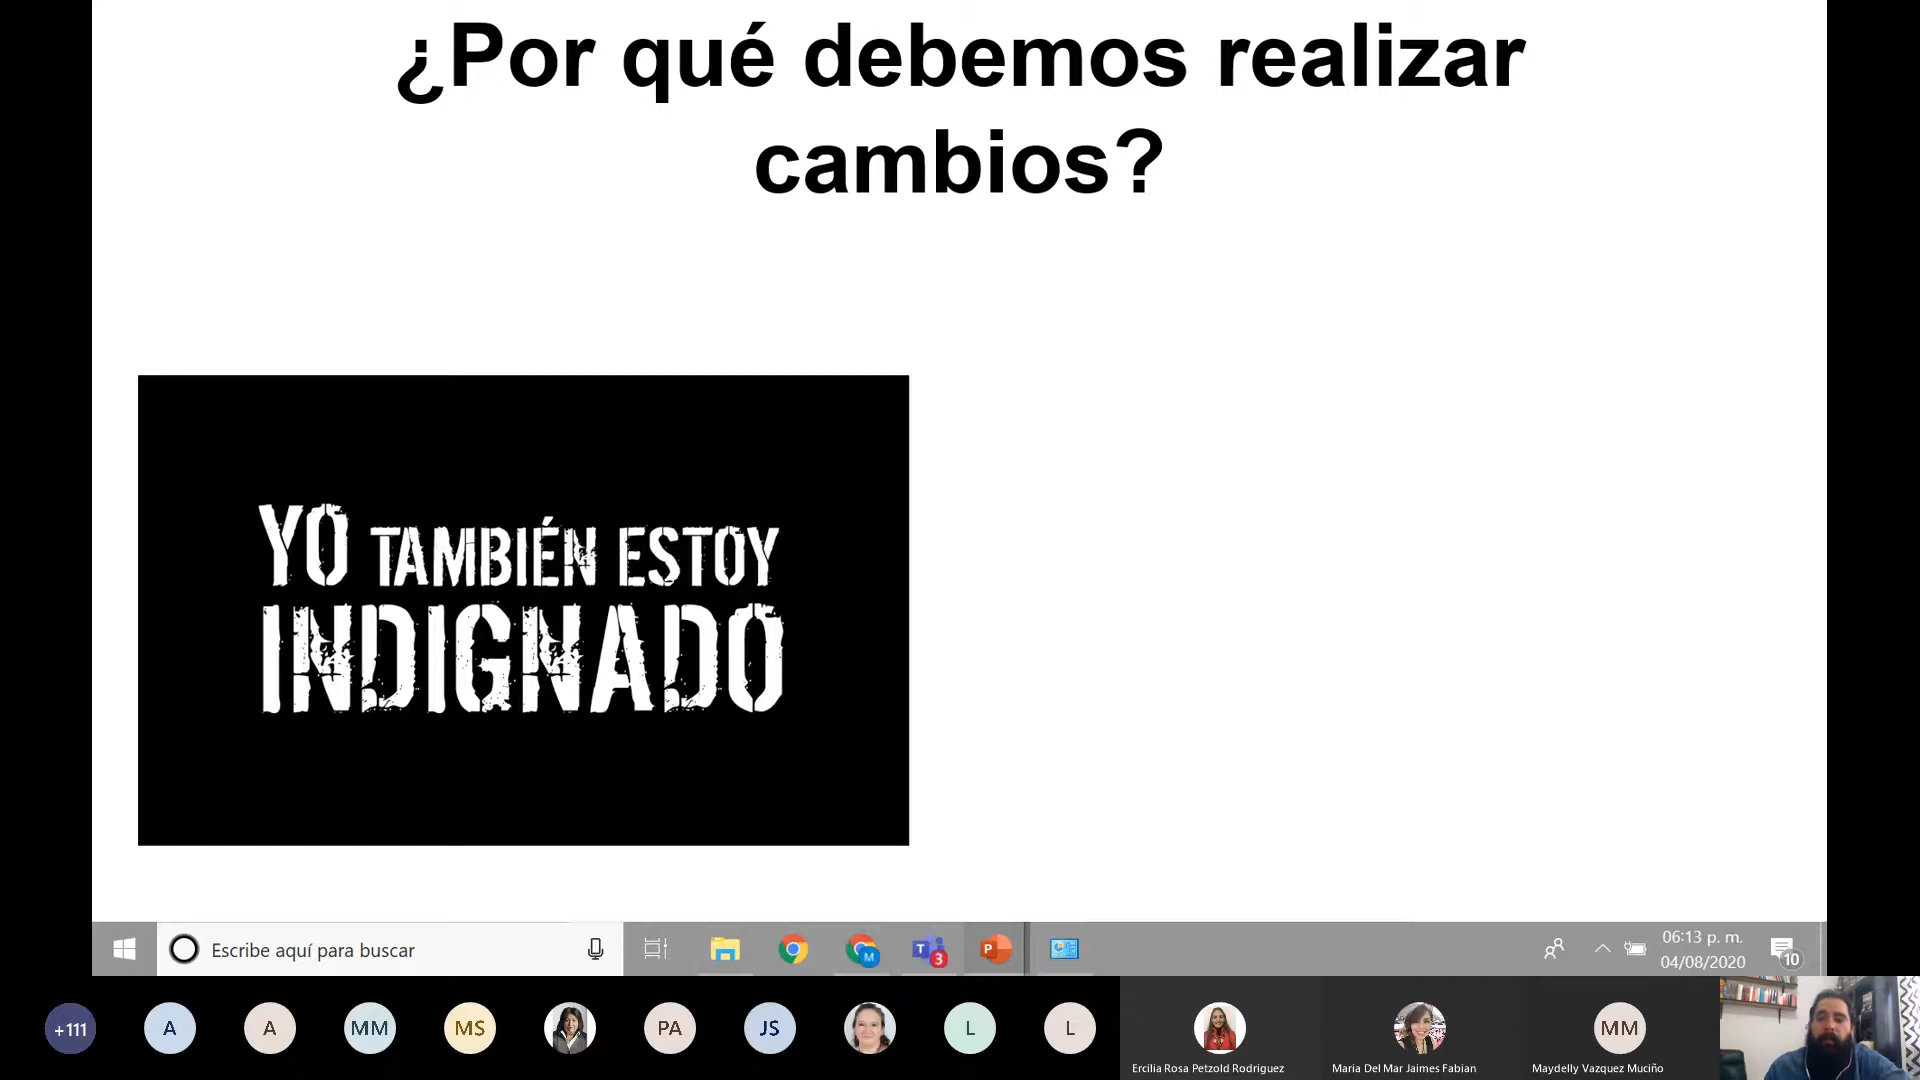 ¿Por qué debemos realizar
cambios?
YO TAMBIÉN ESTOY
INDIGNADO
Escribe aquí para buscar
M
T
3
P
06:13 p. m.
04/08/2020
10
+111
A
A
MM
MS
PA
JS
L
L
MM
Ercilia Rosa Petzold Rodriguez
Maria Del Mar Jaimes Fabian
Maydelly Vazquez Muciño